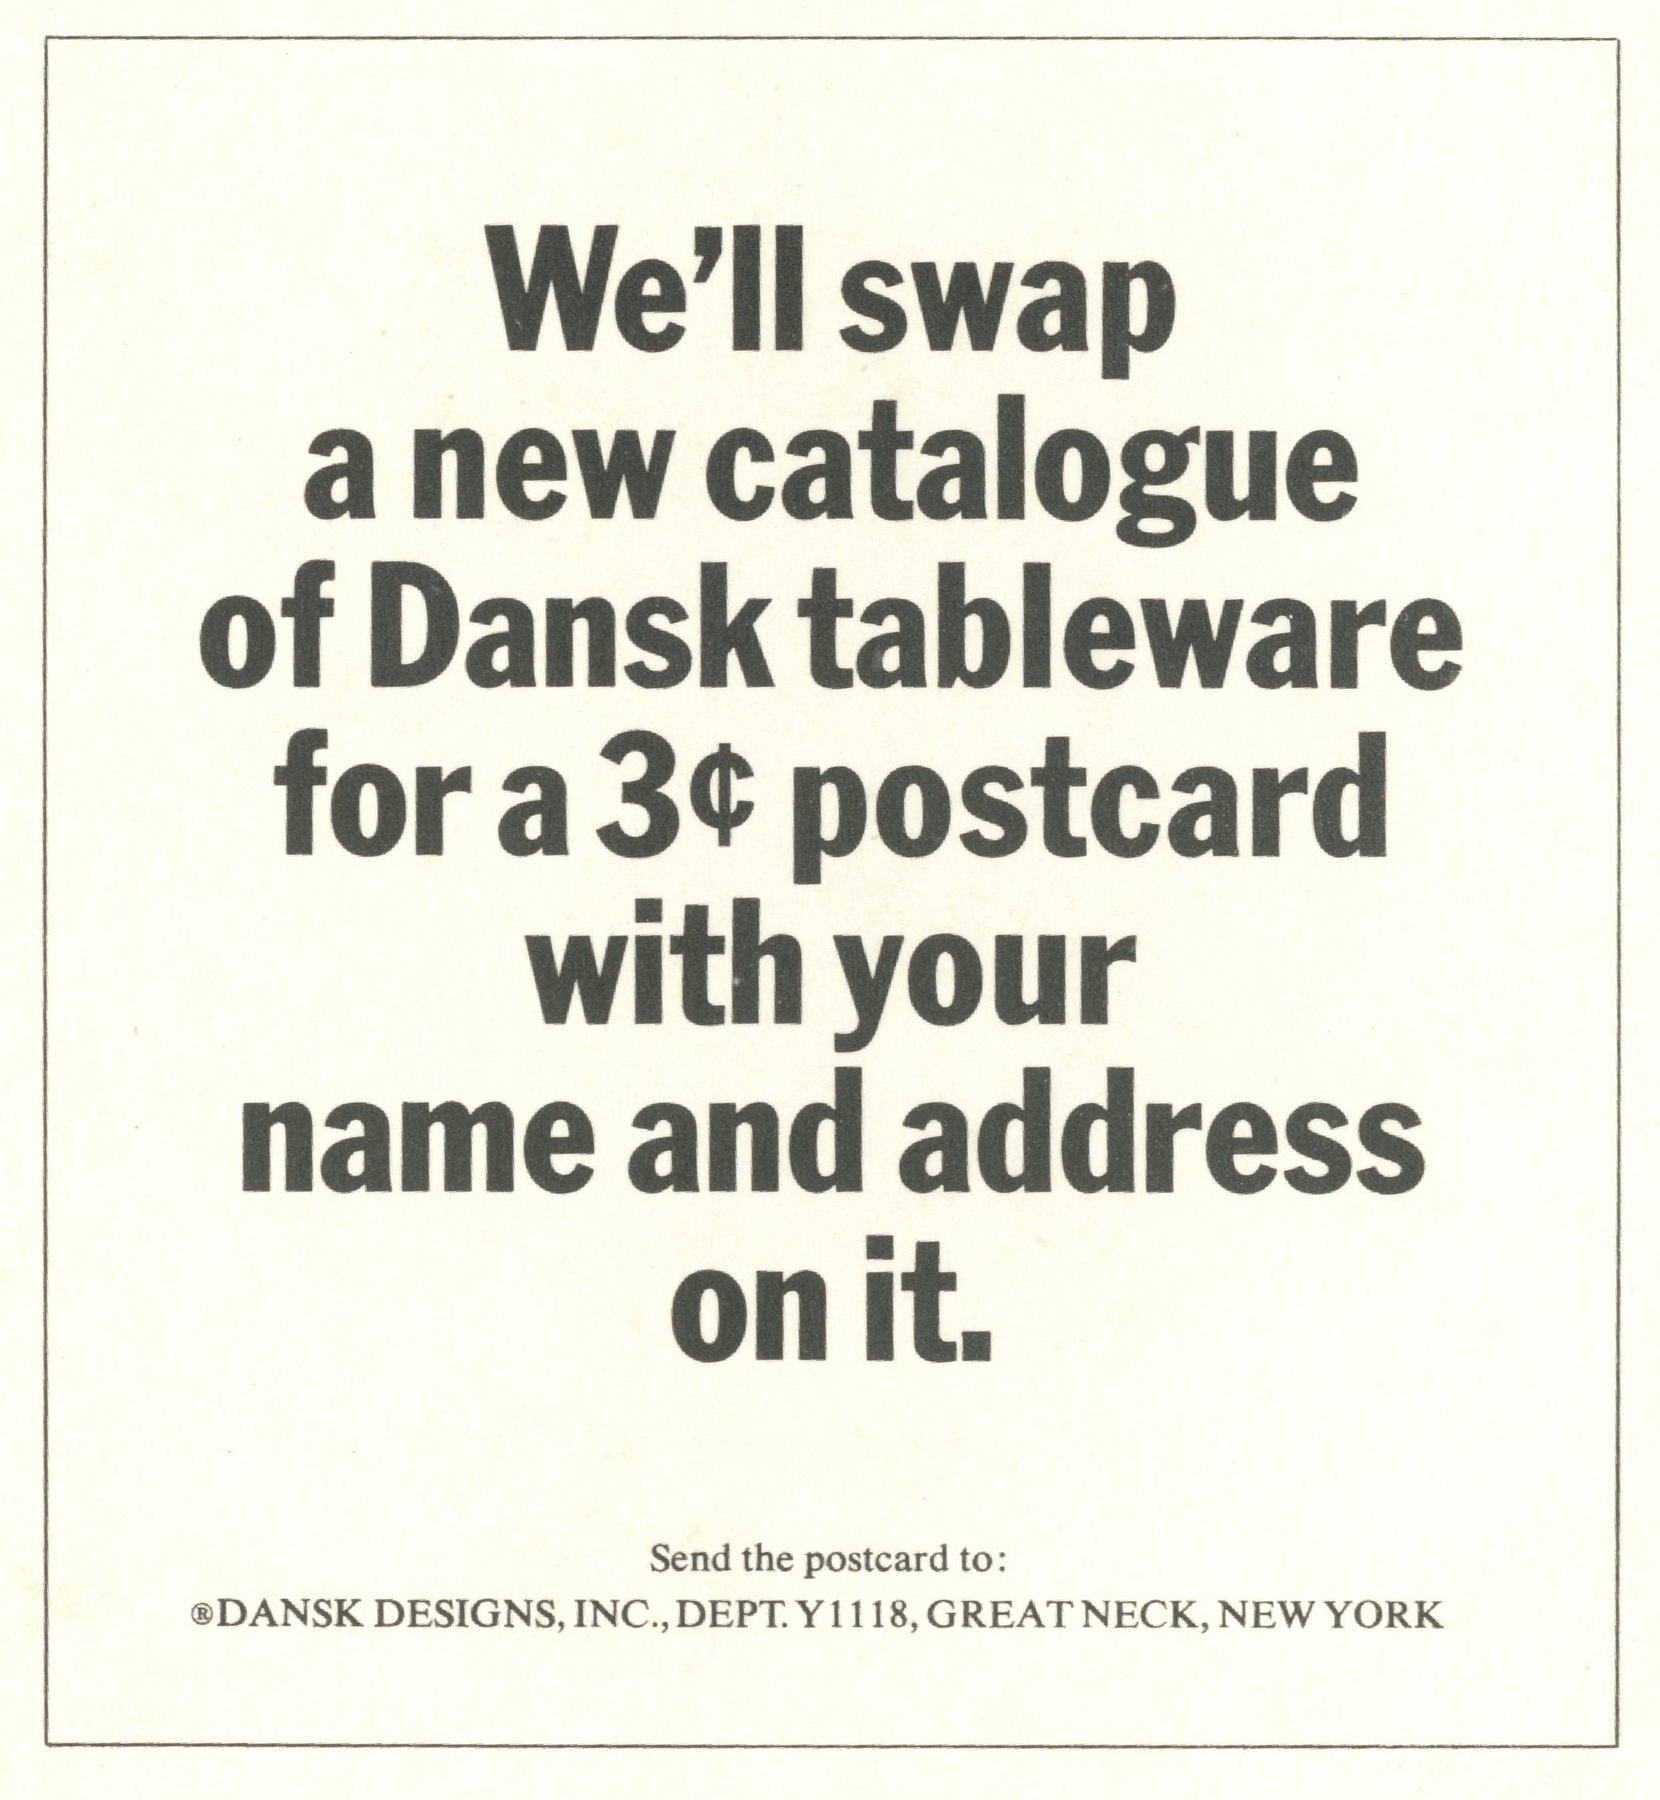 We’ll swap
a new catalogue
of Dansk tableware
for a 3¢ postcard
with your
name and address
on it.
Send the postcard to:
®DANSK DESIGNS, INC., DEPT. Y1118, GREAT NECK, NEW YORK